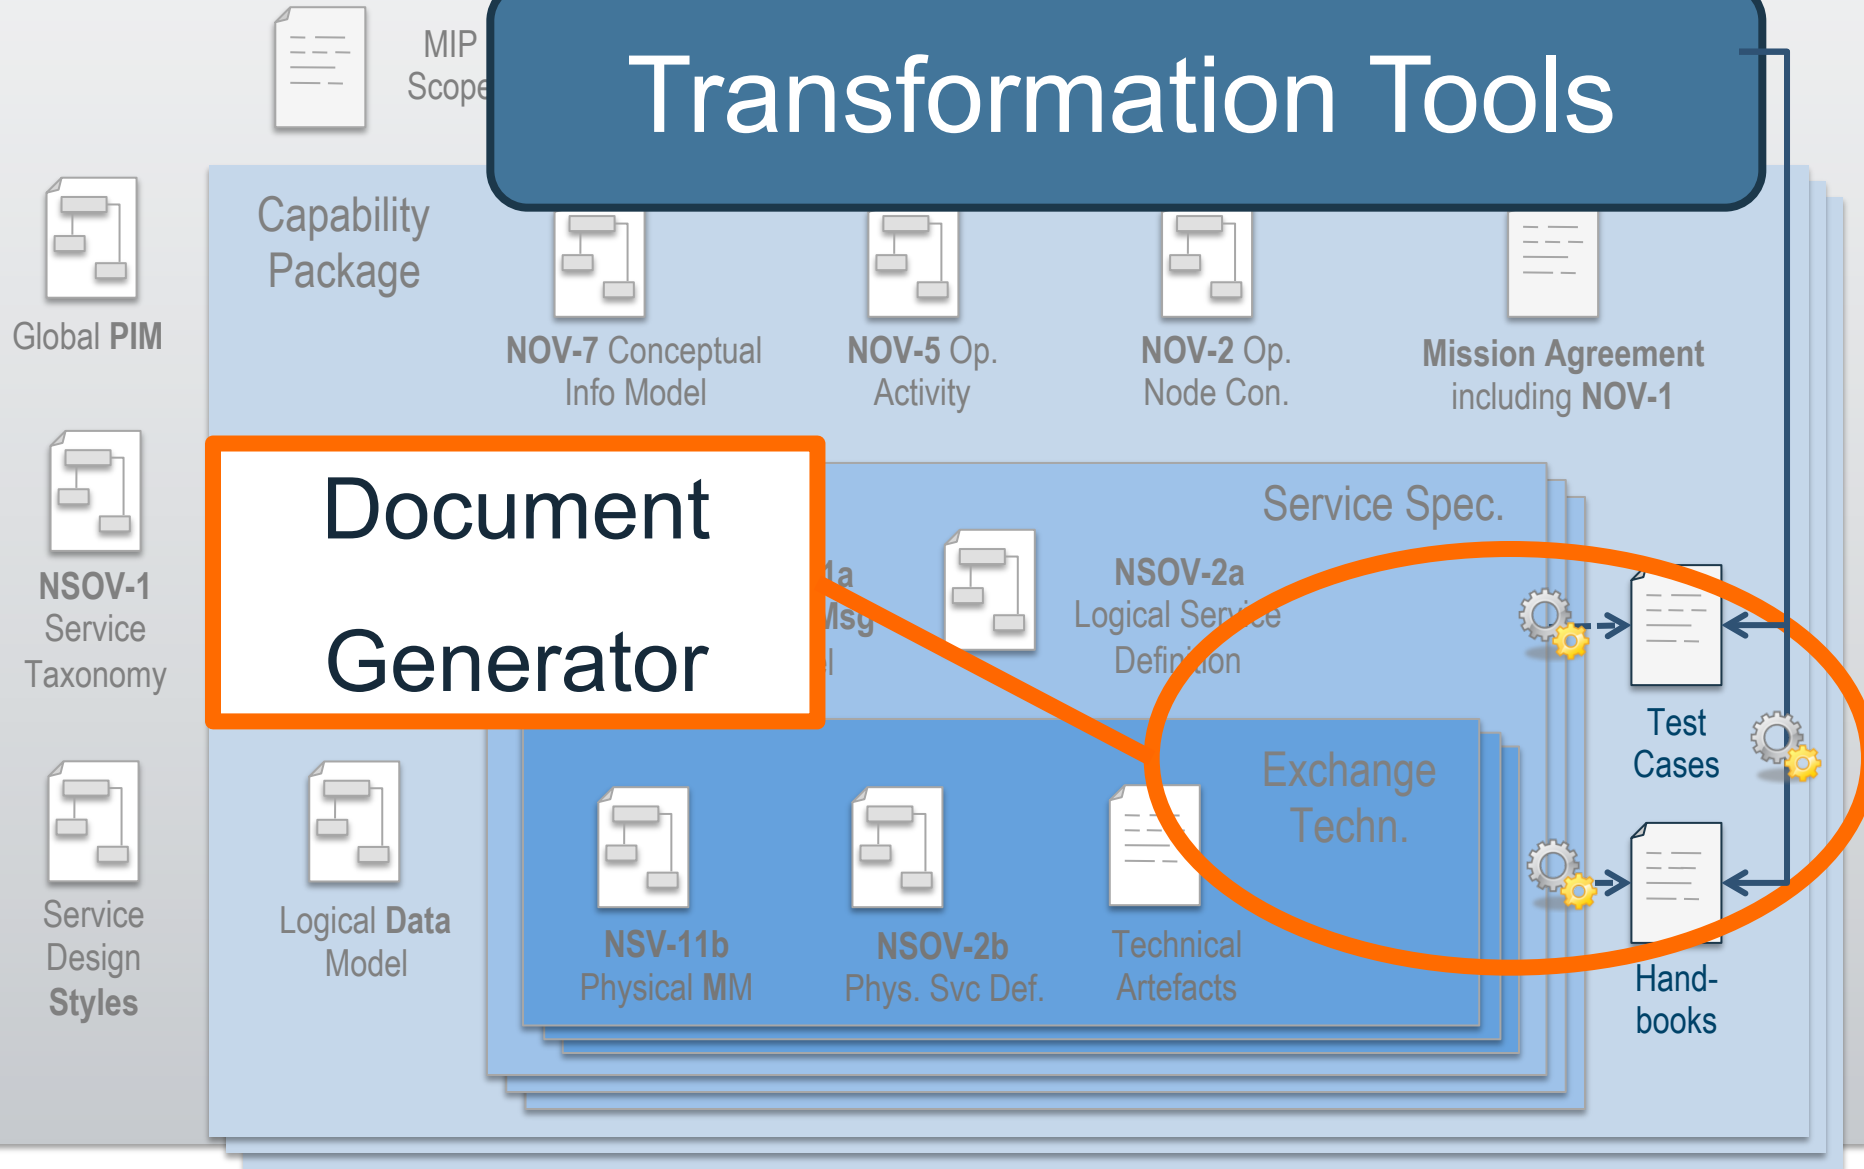 Transformation Tools
MIP
Scope
Capability
Package
Global PIM
NOV-7 Conceptual
Info Model
NOV-5 Op.
Activity
NOV-2 Op.
Node Con.
Mission Agreement
including NOV-1
Document
Generator
Service Spec.
NSOV-1
Service
Taxonomy
1a
Msg
NSOV-2a
Logical Service
Definition
Test
Cases
Exchange
Techn.
Service
Design
Styles
Logical Data
Model
NSV-11b
Physical MM
NSOV-2b
Phys. Svc Def.
Technical
Artefacts
Hand-
books